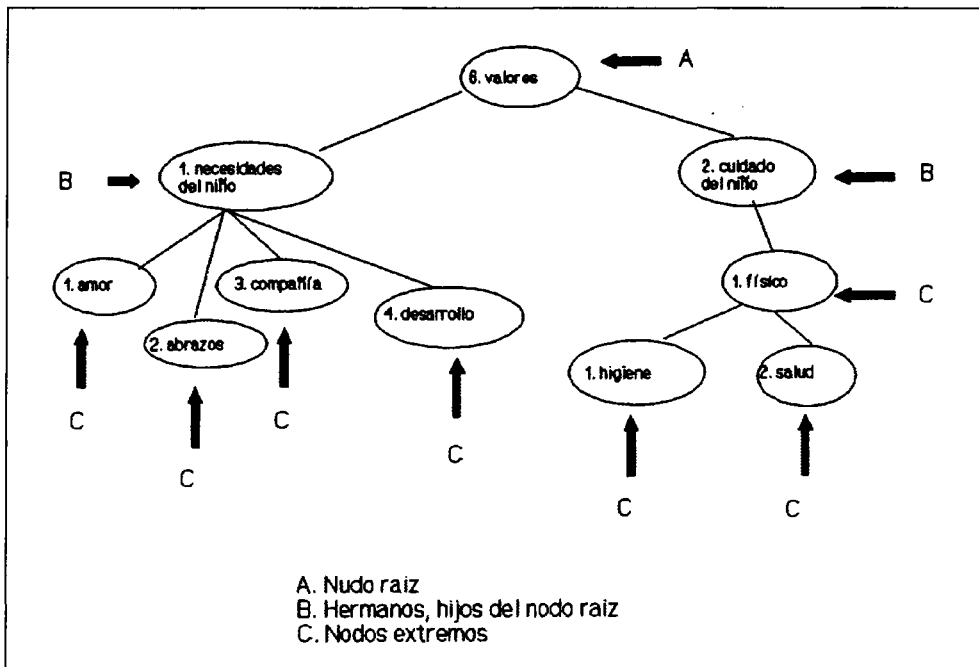 6. valores
A
1. necesidades
del niño
B
2. cuidado
del niño
B
1. amor
2. abrazos
3. compañía
4. desarrollo
1. físico
C
1. higiene
2. salud
C
C
C
C
C
C
A. Nudo raiz
B. Hermanos, hijos del nodo raiz
C. Nodos extremos